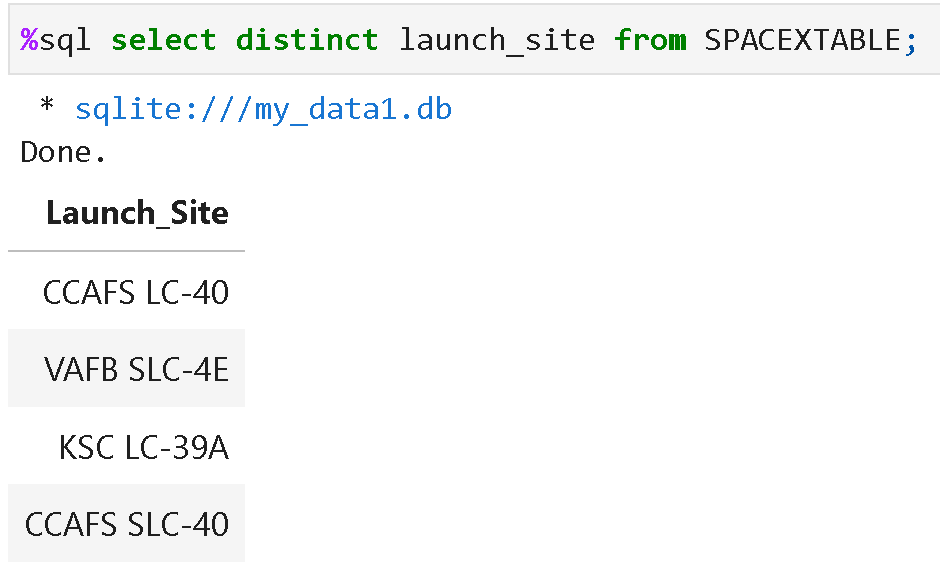 %sql select distinct launch_site from SPACEXTABLE;
* sqlite:///my_data1.db
Done.
Launch_Site
CCAFS LC-40
VAFB SLC-4E
KSC LC-39A
CCAFS SLC-40